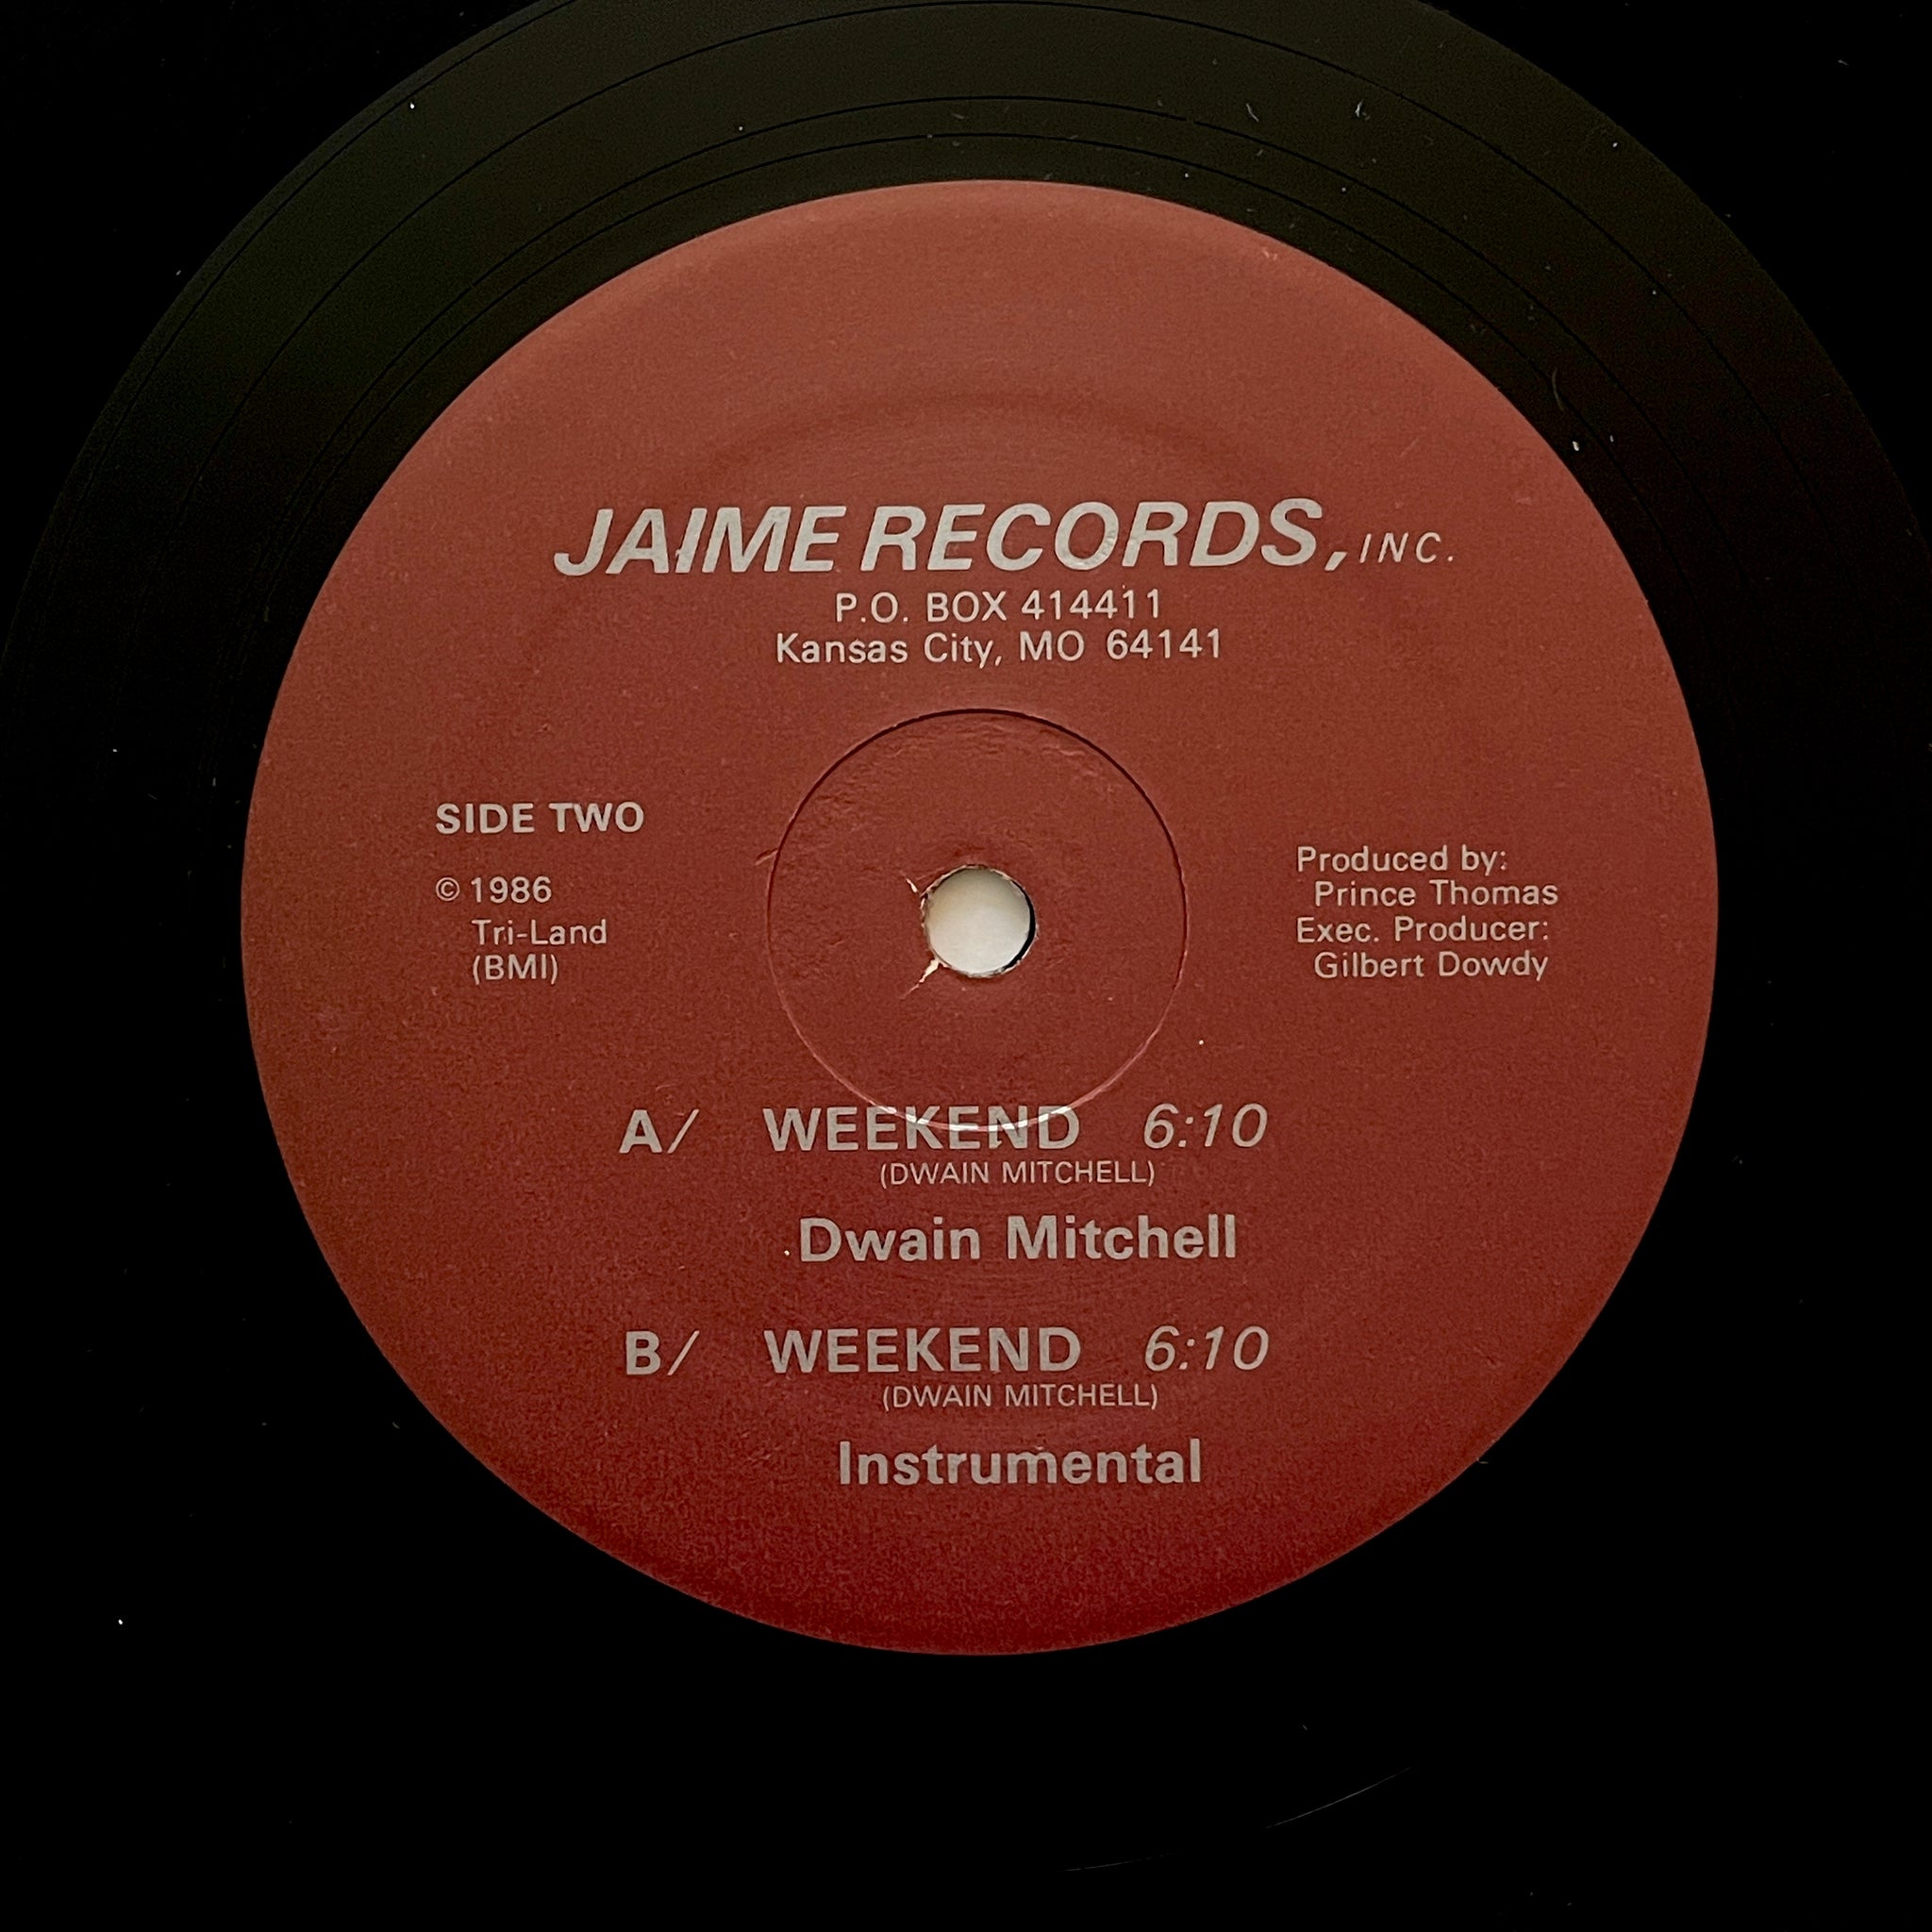 JAIME RECORDS, INC.
P.O. BOX 414411
Kansas City, MO 64141
SIDE TWO
© 1986
Tri-Land
(BMI)
Produced by:
Prince Thomas
Exec. Producer:
Gilbert Dowdy
A/ WEEKEND 6:10
(DWAIN MITCHELL)
Dwain Mitchell
B/ WEEKEND 6:10
(DWAIN MITCHELL)
Instrumental